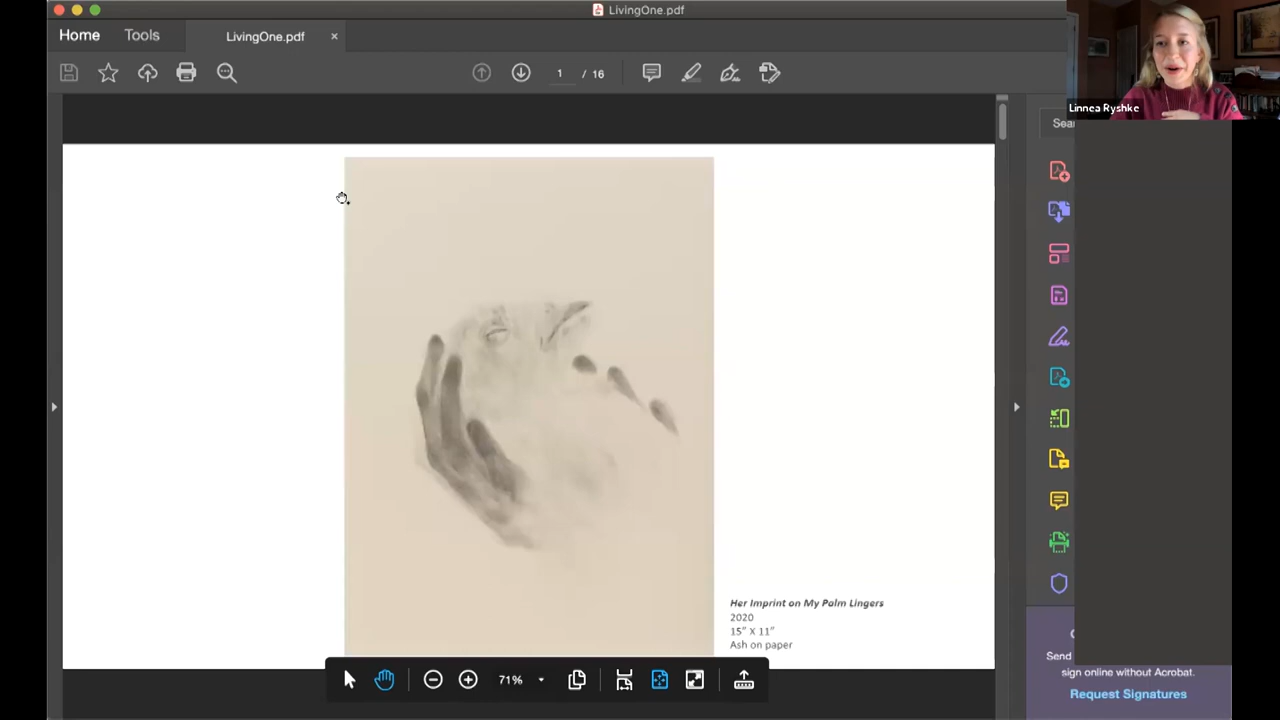 LivingOne.pdf
Home
Tools
LivingOne.pdf
×
1 / 16
Linnea Ryshke
Sea
Her Imprint on My Palm Lingers
2020
15" X 11"
Ash on paper
71%
Send
sign online without Acrobat.
Request Signatures